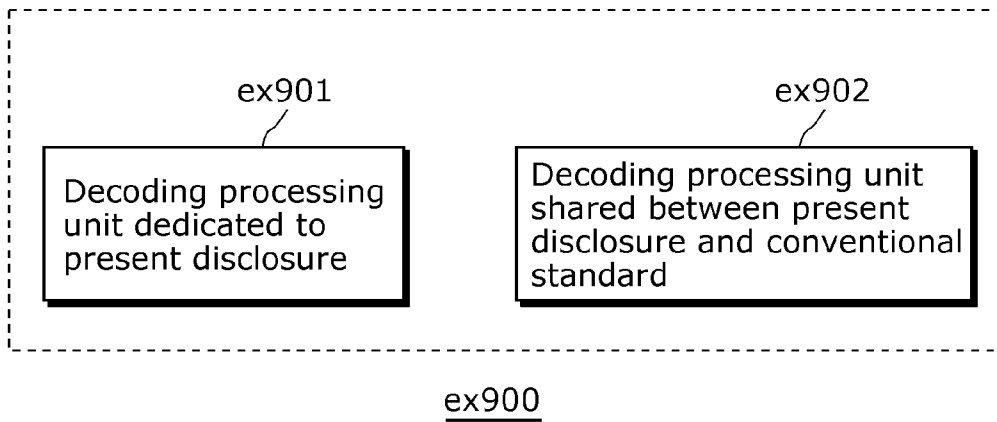 ex901
Decoding processing
unit dedicated to
present disclosure
ex902
Decoding processing unit
shared between present
disclosure and conventional
standard
ex900